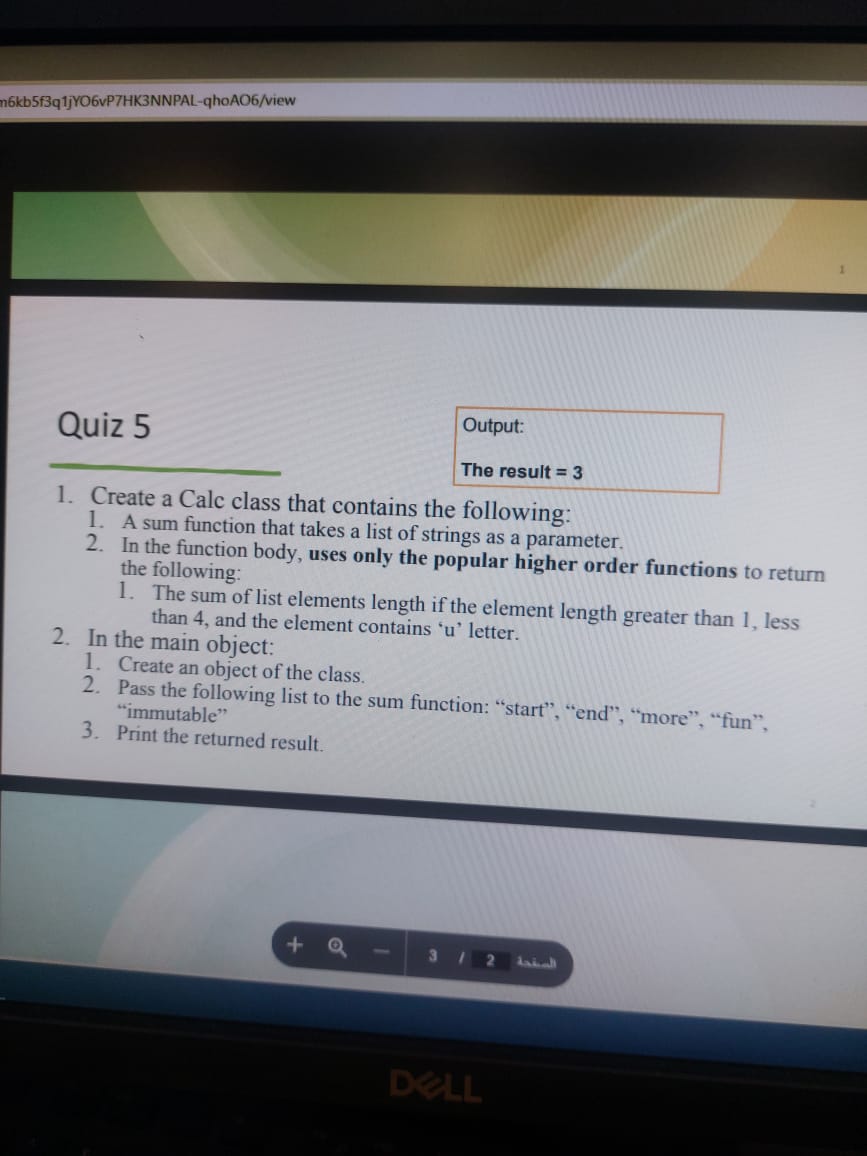 m6kb5f3q1jYO6vP7HK3NNPAL-qhoAO6/view
1
Quiz 5
Output:
The result = 3
1. Create a Calc class that contains the following:
1. A sum function that takes a list of strings as a parameter.
2. In the function body, uses only the popular higher order functions to return
the following:
1. The sum of list elements length if the element length greater than 1, less
than 4, and the element contains ‘u’ letter.
2. In the main object:
1. Create an object of the class.
2. Pass the following list to the sum function: “start”, “end”, “more”, “fun”,
“immutable”
3. Print the returned result.
2
+ − 3 / 2 الصفحة
DELL